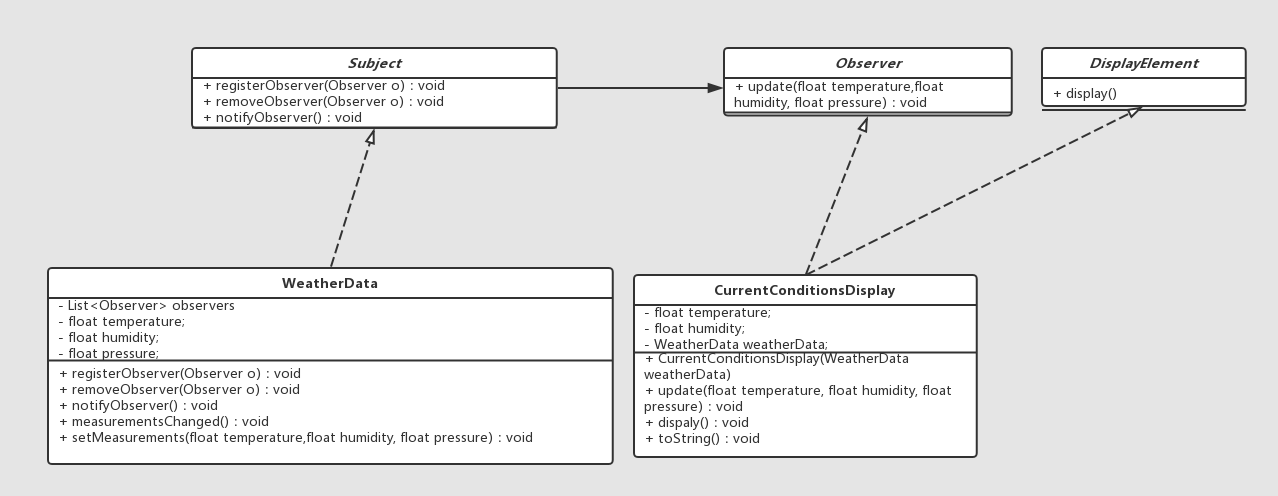 Subject
+ registerObserver(Observer o) : void
+ removeObserver(Observer o) : void
+ notifyObserver() : void
Observer
+ update(float temperature,float
humidity, float pressure) : void
DisplayElement
+ display()
WeatherData
- List<Observer> observers
- float temperature;
- float humidity;
- float pressure;
+ registerObserver(Observer o) : void
+ removeObserver(Observer o) : void
+ notifyObserver() : void
+ measurementsChanged() : void
+ setMeasurements(float temperature,float humidity, float pressure) : void
CurrentConditionsDisplay
- float temperature;
- float humidity;
- WeatherData weatherData;
+ CurrentConditionsDisplay(WeatherData
weatherData)
+ update(float temperature, float humidity, float
pressure) : void
+ dispaly() : void
+ toString() : void